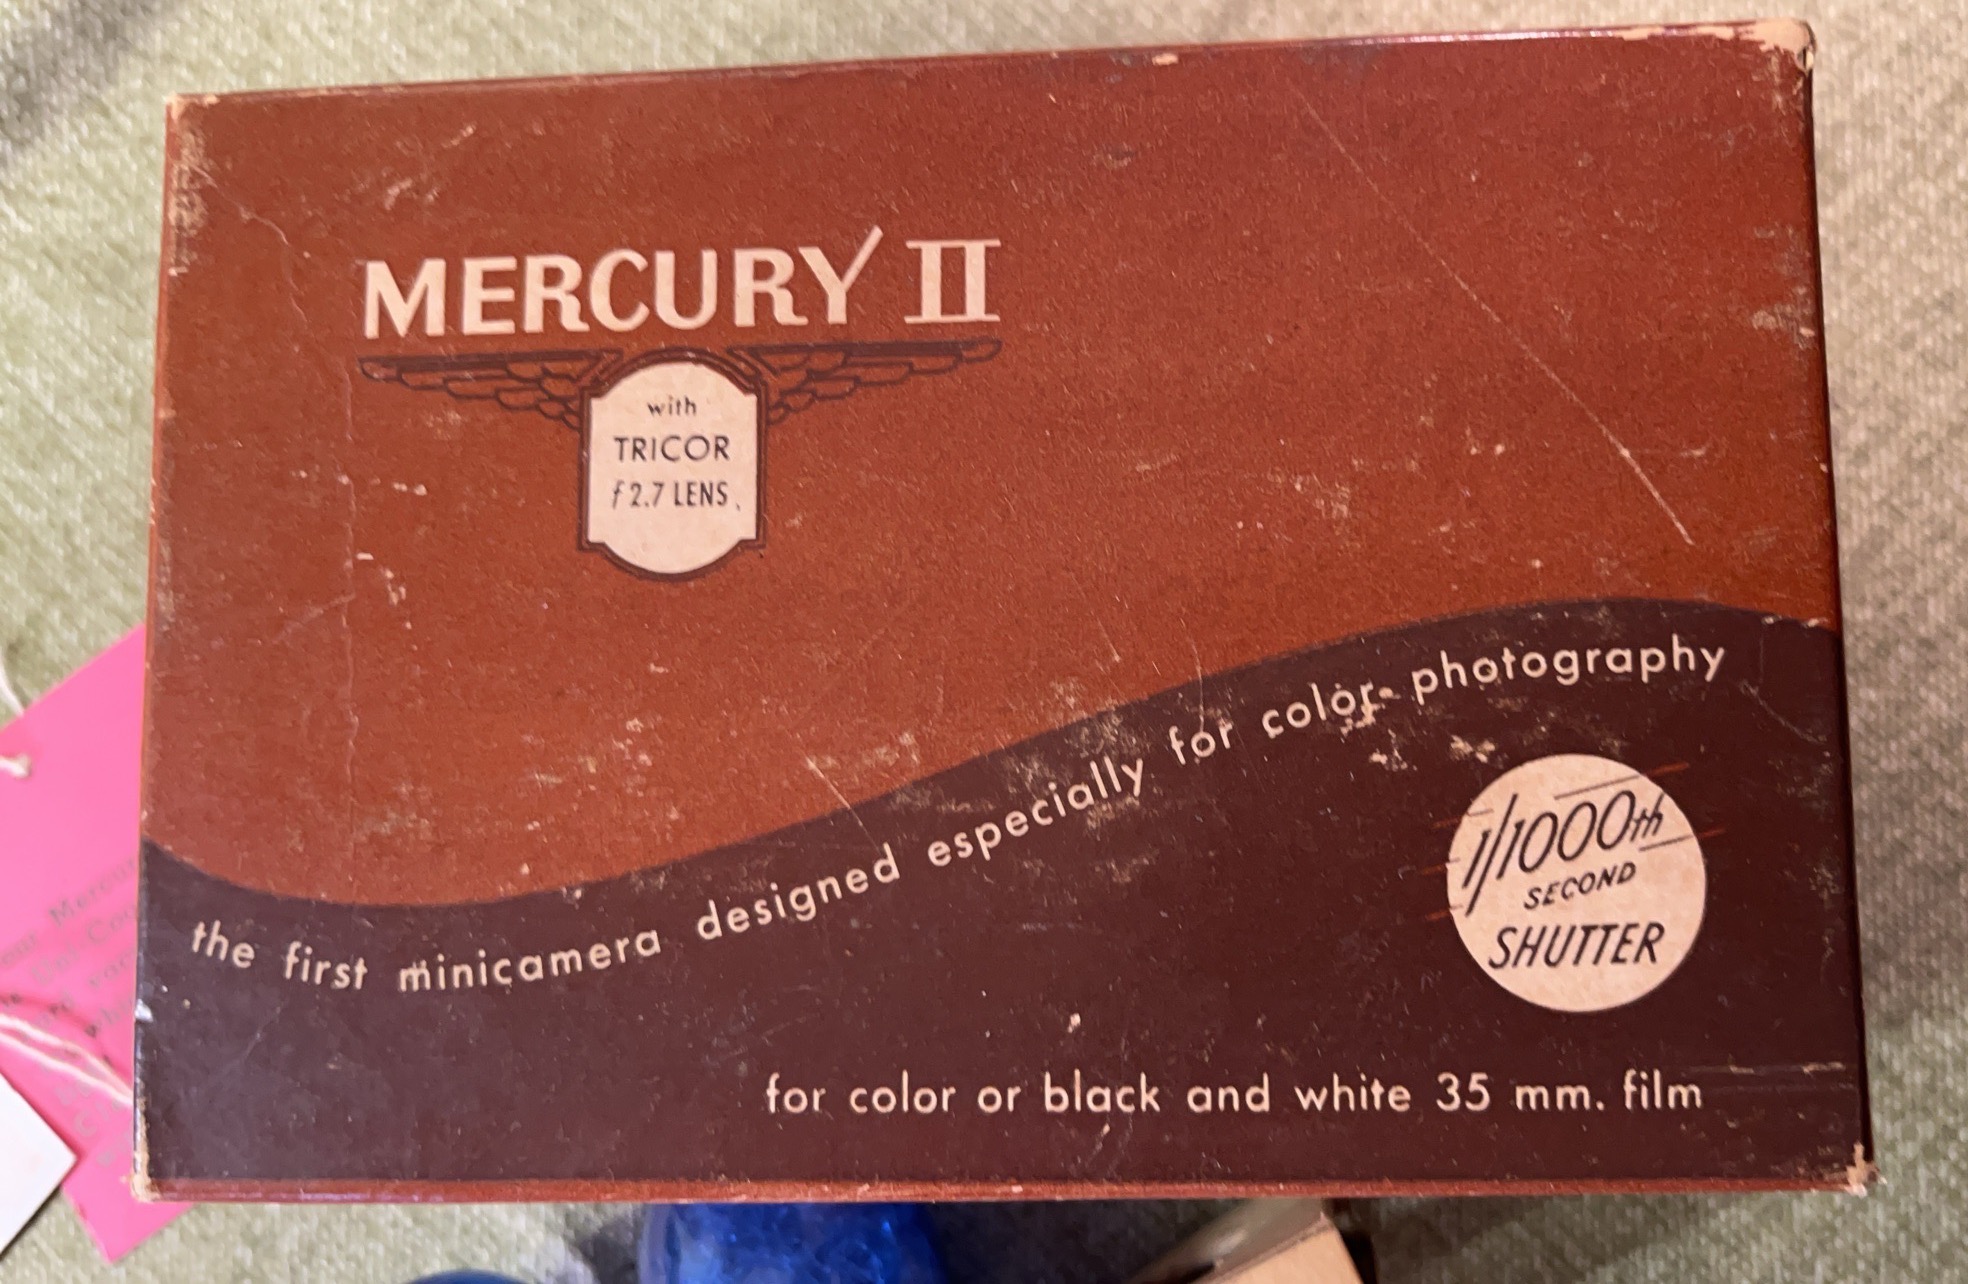 MERCURY II
with
TRICOR
f 2.7 LENS
the first minicamera designed especially for color photography
1/1000th
SECOND
SHUTTER
for color or black and white 35 mm. film
Mercury